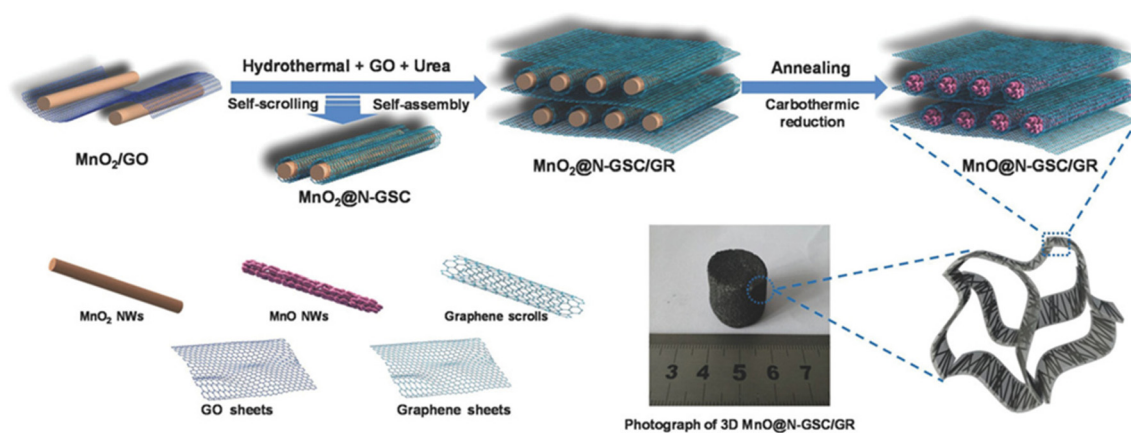 Hydrothermal + GO + Urea
Self-scrolling
Self-assembly
Annealing
Carbothermic
reduction
MnO₂/GO
MnO₂@N-GSC
MnO₂@N-GSC/GR
MnO@N-GSC/GR
MnO₂ NWs
MnO NWs
Graphene scrolls
GO sheets
Graphene sheets
3 4 5 6 7
Photograph of 3D MnO@N-GSC/GR